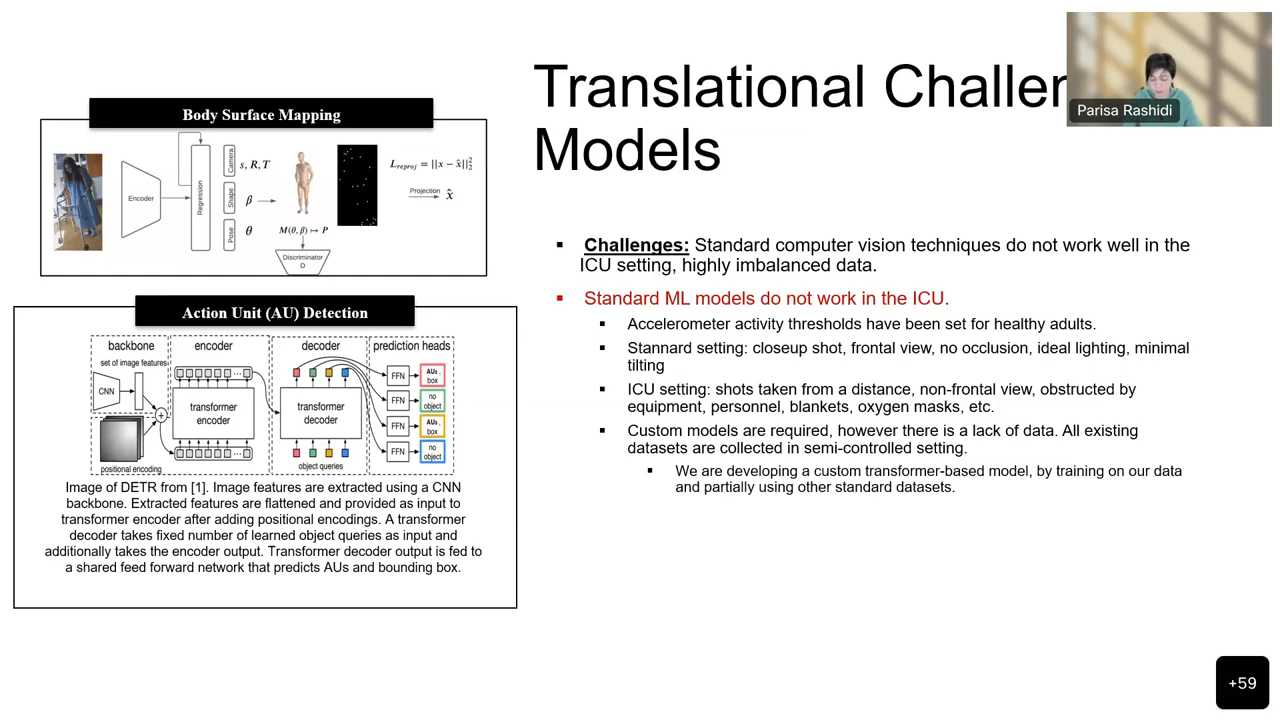 Translational Challen
Models
Parisa Rashidi
Body Surface Mapping
Encoder
Regression
Camera
Shape
Pose
s, R, T
β
θ
M(θ, β) ↦ P
Discriminator
D
L_reproj = ||x − x̂||₂²
Projection
x̂
Action Unit (AU) Detection
backbone
encoder
decoder
prediction heads
set of image features
CNN
positional encoding
transformer
encoder
transformer
decoder
object queries
FFN
FFN
FFN
FFN
AUs,
box
no
object
AUs,
box
no
object
Image of DETR from [1]. Image features are extracted using a CNN
backbone. Extracted features are flattened and provided as input to
transformer encoder after adding positional encodings. A transformer
decoder takes fixed number of learned object queries as input and
additionally takes the encoder output. Transformer decoder output is fed to
a shared feed forward network that predicts AUs and bounding box.
▪ Challenges: Standard computer vision techniques do not work well in the
ICU setting, highly imbalanced data.
▪ Standard ML models do not work in the ICU.
▪ Accelerometer activity thresholds have been set for healthy adults.
▪ Stannard setting: closeup shot, frontal view, no occlusion, ideal lighting, minimal
tilting
▪ ICU setting: shots taken from a distance, non-frontal view, obstructed by
equipment, personnel, blankets, oxygen masks, etc.
▪ Custom models are required, however there is a lack of data. All existing
datasets are collected in semi-controlled setting.
▪ We are developing a custom transformer-based model, by training on our data
and partially using other standard datasets.
+59